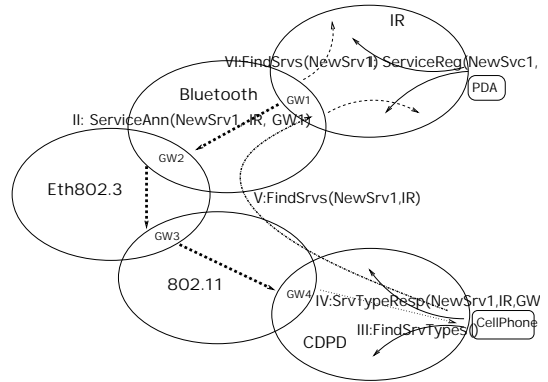 IR
VI:FindSrvs(NewSrv1)
I: ServiceReg(NewSvc1,
PDA
Bluetooth
GW1
II: ServiceAnn(NewSrv1, IR, GW1)
GW2
Eth802.3
V:FindSrvs(NewSrv1,IR)
GW3
802.11
GW4
IV:SrvTypeResp(NewSrv1,IR,GW
CellPhone
III:FindSrvTypes()
CDPD